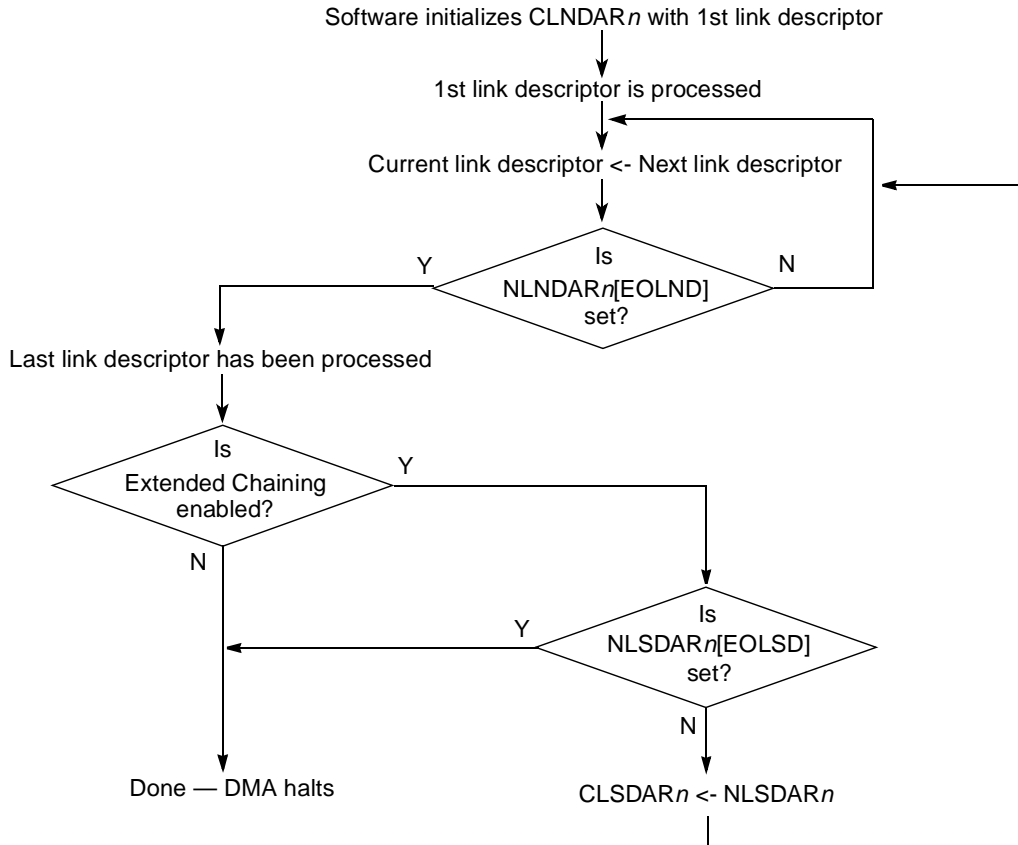 Software initializes CLNDARn with 1st link descriptor
1st link descriptor is processed
Current link descriptor <- Next link descriptor
Is
NLNDARn[EOLND]
set?
Y
N
Last link descriptor has been processed
Is
Extended Chaining
enabled?
Y
N
Is
NLSDARn[EOLSD]
set?
Y
N
Done — DMA halts
CLSDARn <- NLSDARn